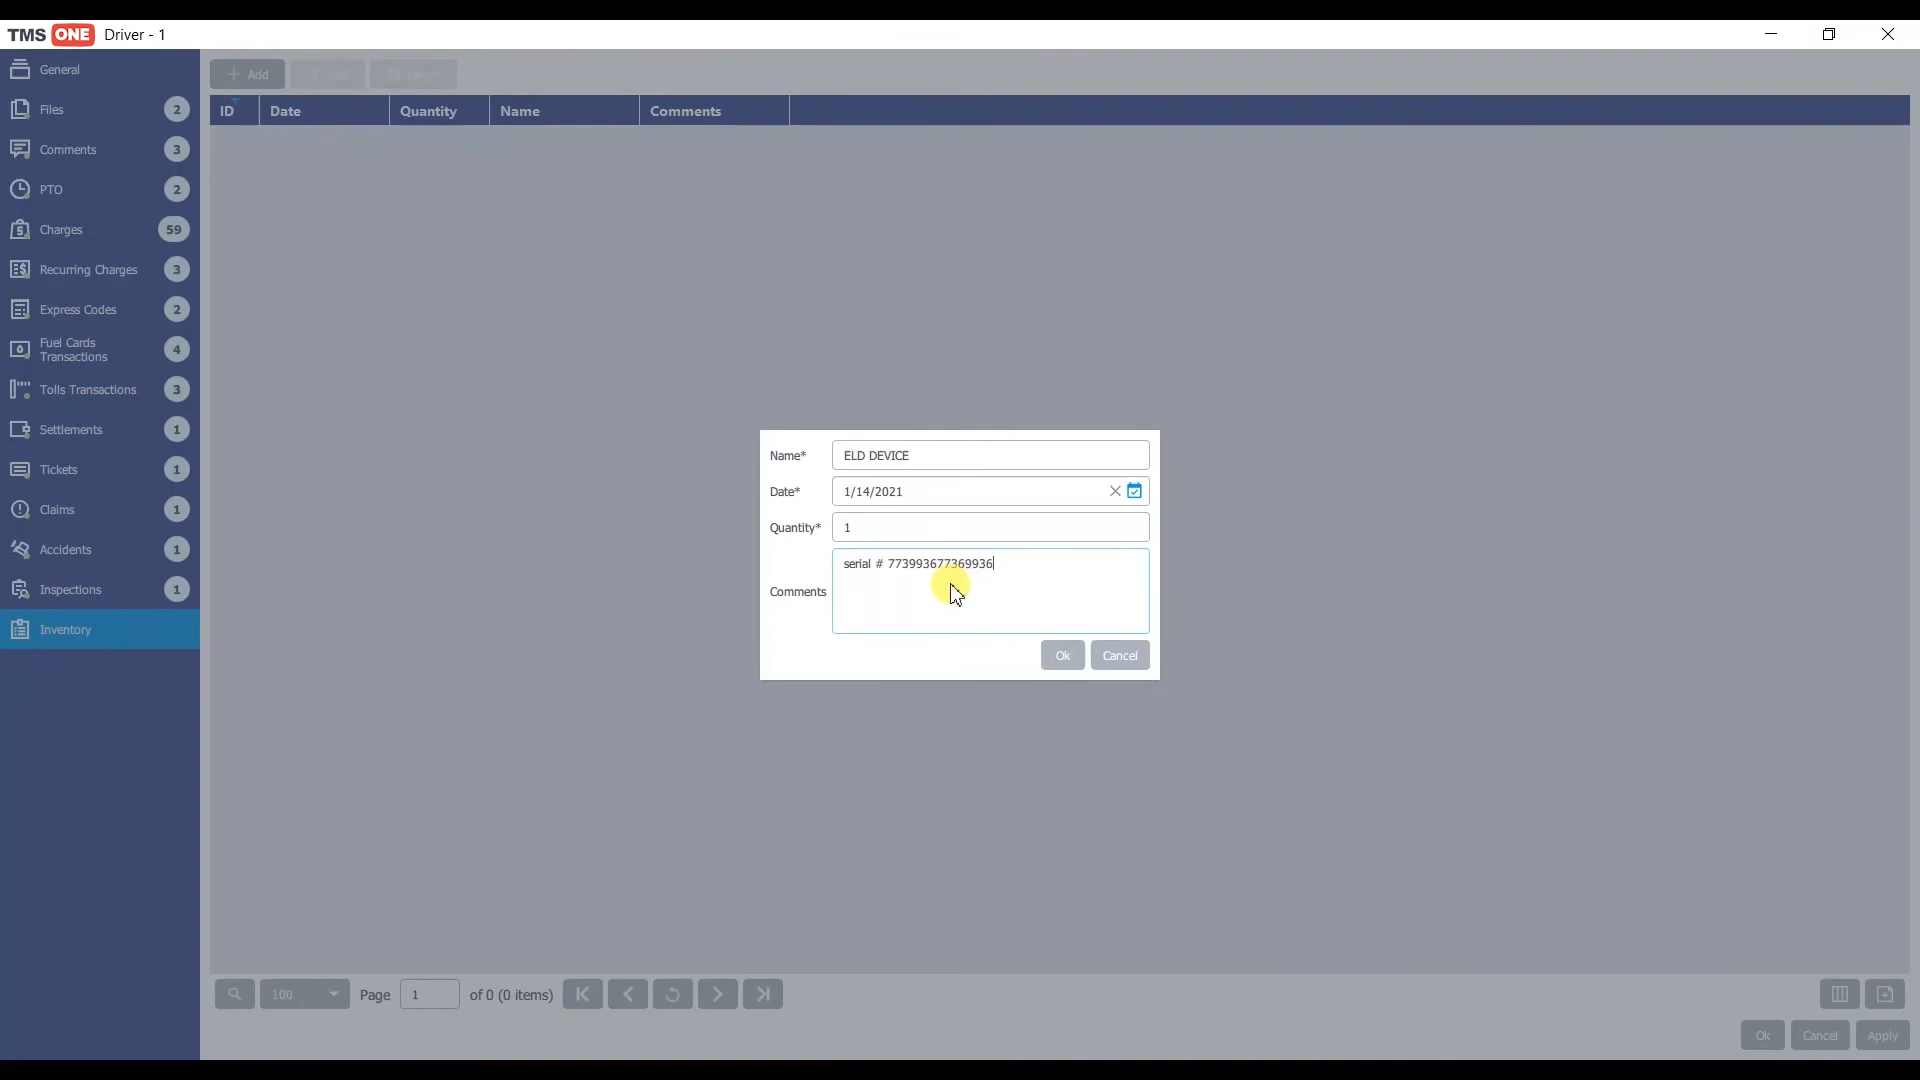 TMS ONE Driver - 1
General
Files 2
Comments 3
PTO 2
Charges 59
Recurring Charges 3
Express Codes 2
Fuel Cards
Transactions 4
Tolls Transactions 3
Settlements 1
Tickets 1
Claims 1
Accidents 1
Inspections 1
Inventory
Add
ID Date Quantity Name Comments
Name* ELD DEVICE
Date* 1/14/2021
Quantity* 1
serial # 773993677369936
Comments
Ok Cancel
100 Page 1 of 0 (0 items)
Ok Cancel Apply